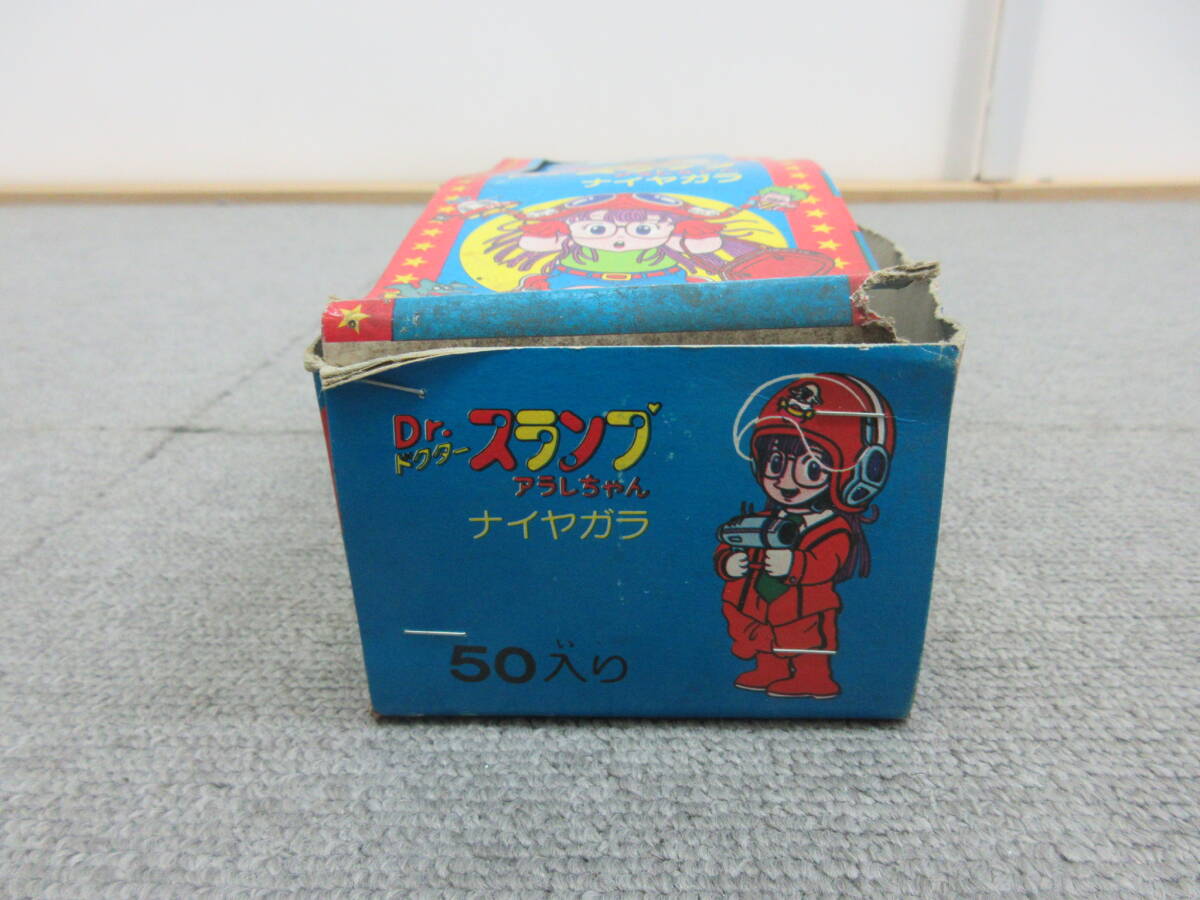 ナイヤガラ
Dr.スランプ
ドクター
アラレちゃん
ナイヤガラ
い
50入り